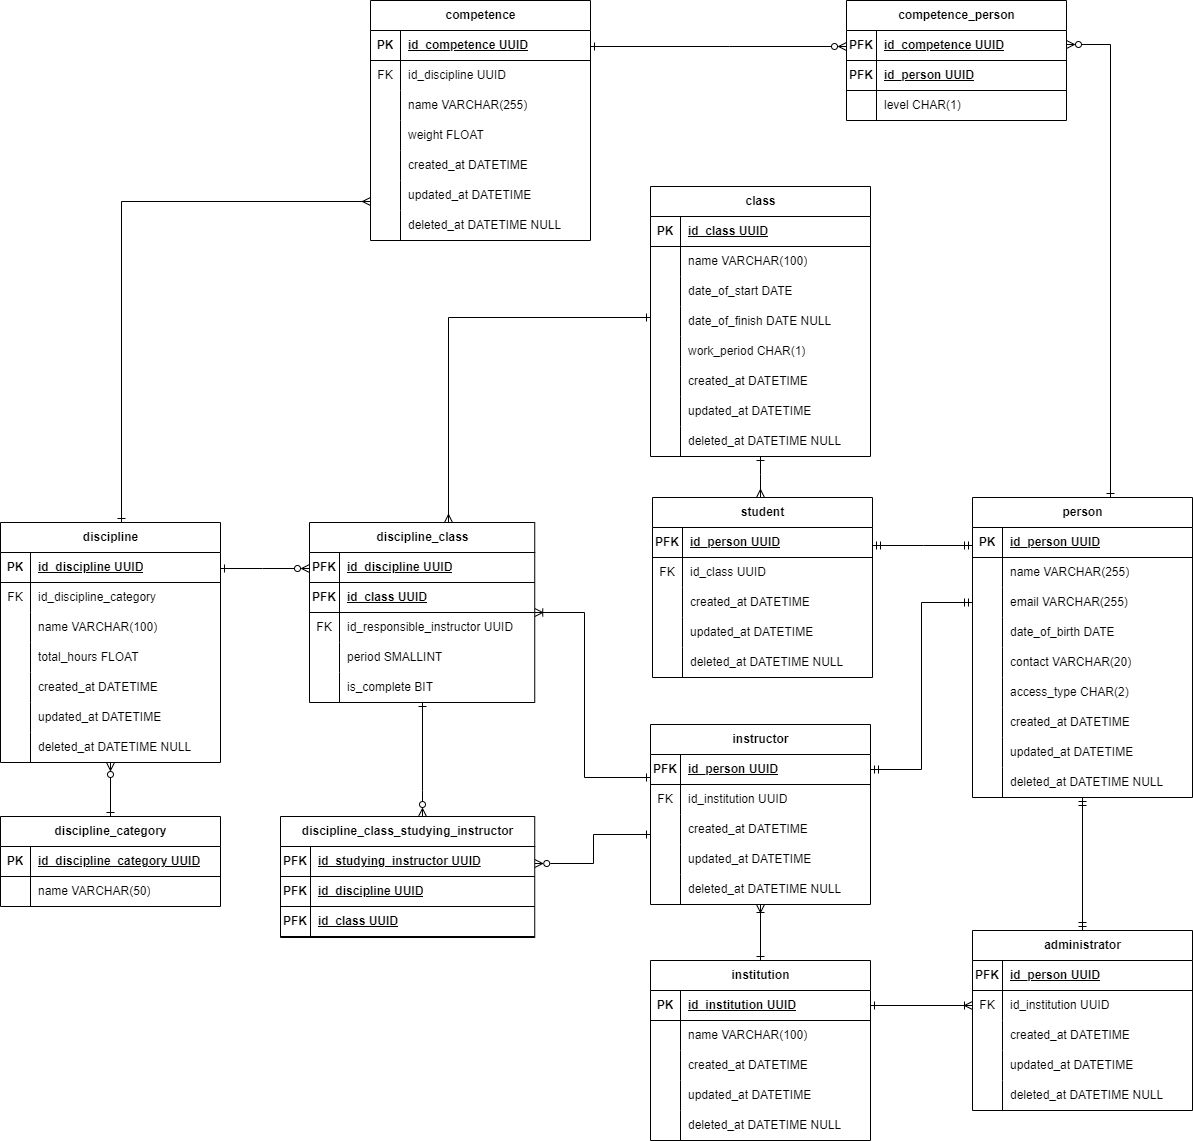 competence
PK id_competence UUID
FK id_discipline UUID
name VARCHAR(255)
weight FLOAT
created_at DATETIME
updated_at DATETIME
deleted_at DATETIME NULL
competence_person
PFK id_competence UUID
PFK id_person UUID
level CHAR(1)
class
PK id_class UUID
name VARCHAR(100)
date_of_start DATE
date_of_finish DATE NULL
work_period CHAR(1)
created_at DATETIME
updated_at DATETIME
deleted_at DATETIME NULL
discipline
PK id_discipline UUID
FK id_discipline_category
name VARCHAR(100)
total_hours FLOAT
created_at DATETIME
updated_at DATETIME
deleted_at DATETIME NULL
discipline_class
PFK id_discipline UUID
PFK id_class UUID
FK id_responsible_instructor UUID
period SMALLINT
is_complete BIT
student
PFK id_person UUID
FK id_class UUID
created_at DATETIME
updated_at DATETIME
deleted_at DATETIME NULL
person
PK id_person UUID
name VARCHAR(255)
email VARCHAR(255)
date_of_birth DATE
contact VARCHAR(20)
access_type CHAR(2)
created_at DATETIME
updated_at DATETIME
deleted_at DATETIME NULL
instructor
PFK id_person UUID
FK id_institution UUID
created_at DATETIME
updated_at DATETIME
deleted_at DATETIME NULL
discipline_category
PK id_discipline_category UUID
name VARCHAR(50)
discipline_class_studying_instructor
PFK id_studying_instructor UUID
PFK id_discipline UUID
PFK id_class UUID
institution
PK id_institution UUID
name VARCHAR(100)
created_at DATETIME
updated_at DATETIME
deleted_at DATETIME NULL
administrator
PFK id_person UUID
FK id_institution UUID
created_at DATETIME
updated_at DATETIME
deleted_at DATETIME NULL